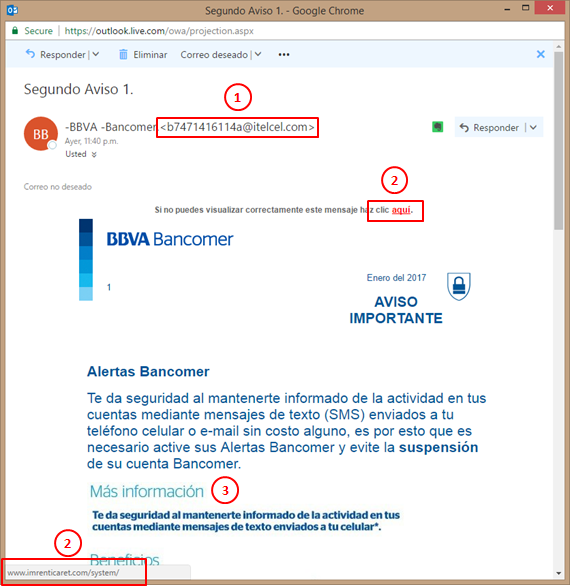 Segundo Aviso 1. - Google Chrome
Secure | https://outlook.live.com/owa/projection.aspx
Responder | Eliminar Correo deseado | ...
Segundo Aviso 1.
1
BB
-BBVA -Bancomer <b7471416114a@itelcel.com>
Responder |
Ayer, 11:40 p.m.
Usted
Correo no deseado
2
Si no puedes visualizar correctamente este mensaje haz clic aquí.
BBVA Bancomer
1
Enero del 2017
AVISO
IMPORTANTE
Alertas Bancomer
Te da seguridad al mantenerte informado de la actividad en tus
cuentas mediante mensajes de texto (SMS) enviados a tu
teléfono celular o e-mail sin costo alguno, es por esto que es
necesario active sus Alertas Bancomer y evite la suspensión
de su cuenta Bancomer.
Más información 3
Te da seguridad al mantenerte informado de la actividad en tus
cuentas mediante mensajes de texto enviados a tu celular*.
2
Beneficios
www.imrenticaret.com/system/